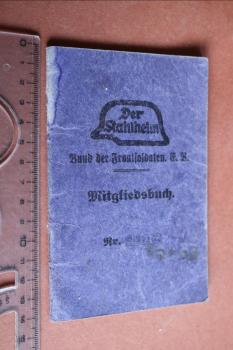 Der
Stahlhelm
Bund der Frontsoldaten. E. V.
Mitgliedsbuch.
Nr.